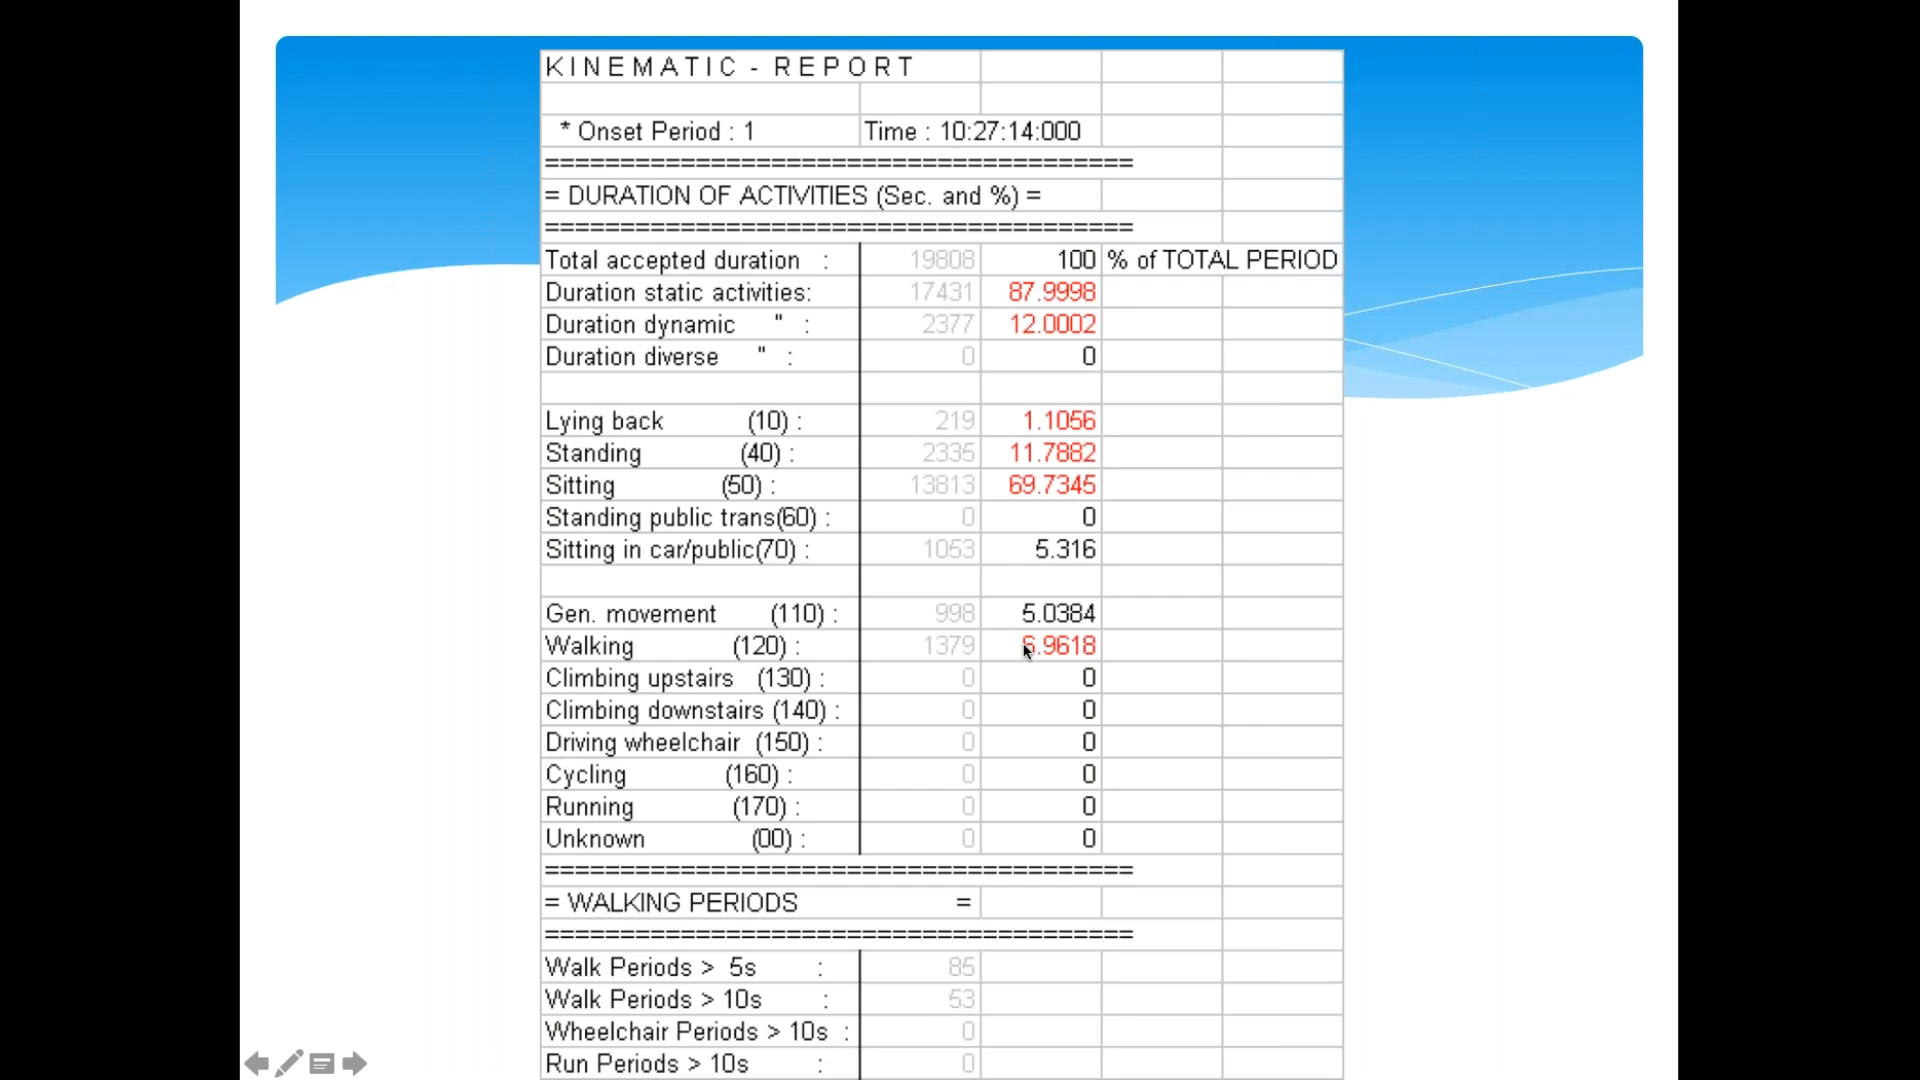 KINEMATIC - REPORT
* Onset Period : 1 Time : 10:27:14:000
=======================================
= DURATION OF ACTIVITIES (Sec. and %) =
=======================================
Total accepted duration : 19808 100 % of TOTAL PERIOD
Duration static activities: 17431 87.9998
Duration dynamic " : 2377 12.0002
Duration diverse " : 0 0
Lying back (10) : 219 1.1056
Standing (40) : 2335 11.7882
Sitting (50) : 13813 69.7345
Standing public trans(60) : 0 0
Sitting in car/public(70) : 1053 5.316
Gen. movement (110) : 998 5.0384
Walking (120) : 1379 6.9618
Climbing upstairs (130) : 0 0
Climbing downstairs (140) : 0 0
Driving wheelchair (150) : 0 0
Cycling (160) : 0 0
Running (170) : 0 0
Unknown (00) : 0 0
=======================================
= WALKING PERIODS =
=======================================
Walk Periods > 5s : 85
Walk Periods > 10s : 53
Wheelchair Periods > 10s : 0
Run Periods > 10s : 0